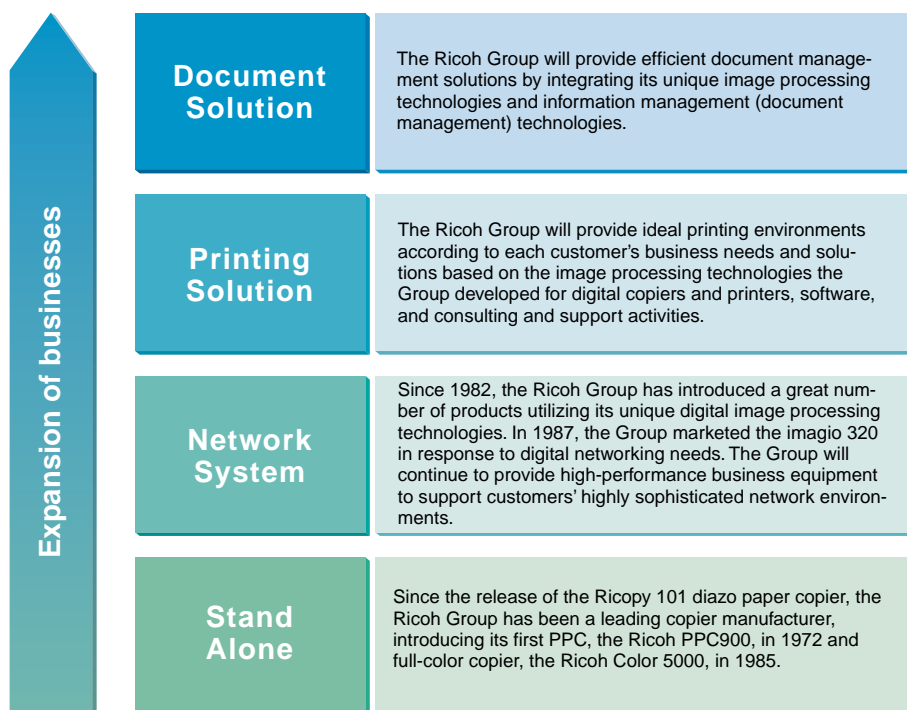 Expansion of businesses
Document
Solution
The Ricoh Group will provide efficient document manage-
ment solutions by integrating its unique image processing
technologies and information management (document
management) technologies.
Printing
Solution
The Ricoh Group will provide ideal printing environments
according to each customer's business needs and solu-
tions based on the image processing technologies the
Group developed for digital copiers and printers, software,
and consulting and support activities.
Network
System
Since 1982, the Ricoh Group has introduced a great num-
ber of products utilizing its unique digital image processing
technologies. In 1987, the Group marketed the imagio 320
in response to digital networking needs. The Group will
continue to provide high-performance business equipment
to support customers' highly sophisticated network environ-
ments.
Stand
Alone
Since the release of the Ricopy 101 diazo paper copier, the
Ricoh Group has been a leading copier manufacturer,
introducing its first PPC, the Ricoh PPC900, in 1972 and
full-color copier, the Ricoh Color 5000, in 1985.